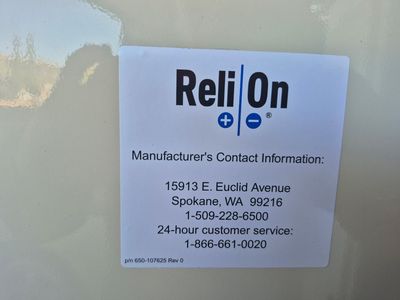 Reli|On
+ − ®
Manufacturer's Contact Information:
15913 E. Euclid Avenue
Spokane, WA 99216
1-509-228-6500
24-hour customer service:
1-866-661-0020
p/n 650-107625 Rev 0